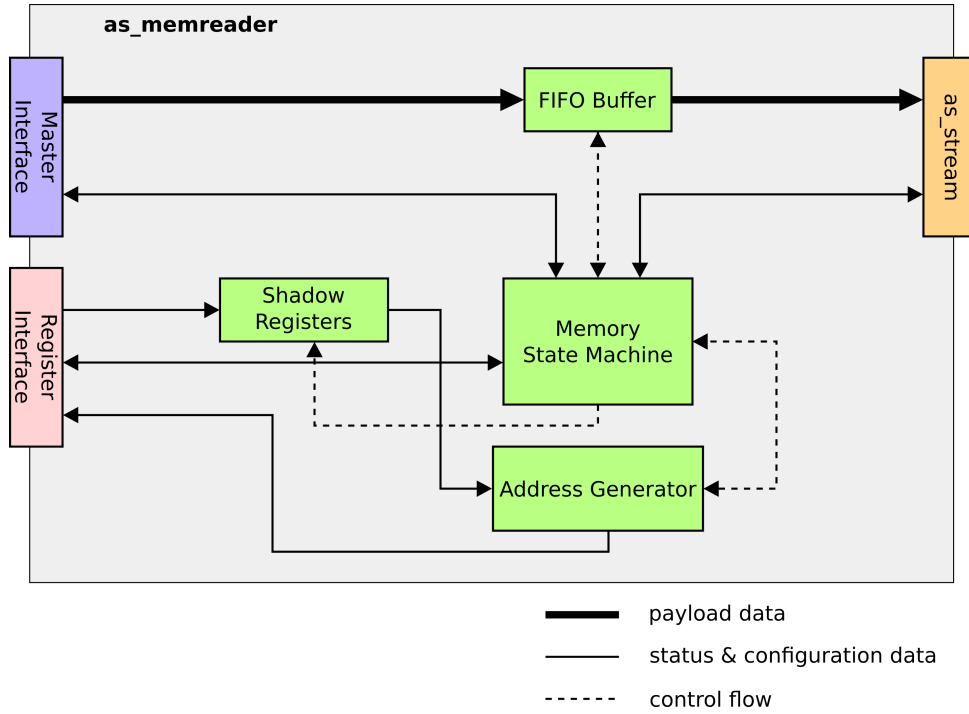 as_memreader
Master
Interface
FIFO Buffer
as_stream
Register
Interface
Shadow
Registers
Memory
State Machine
Address Generator
payload data
status & configuration data
control flow